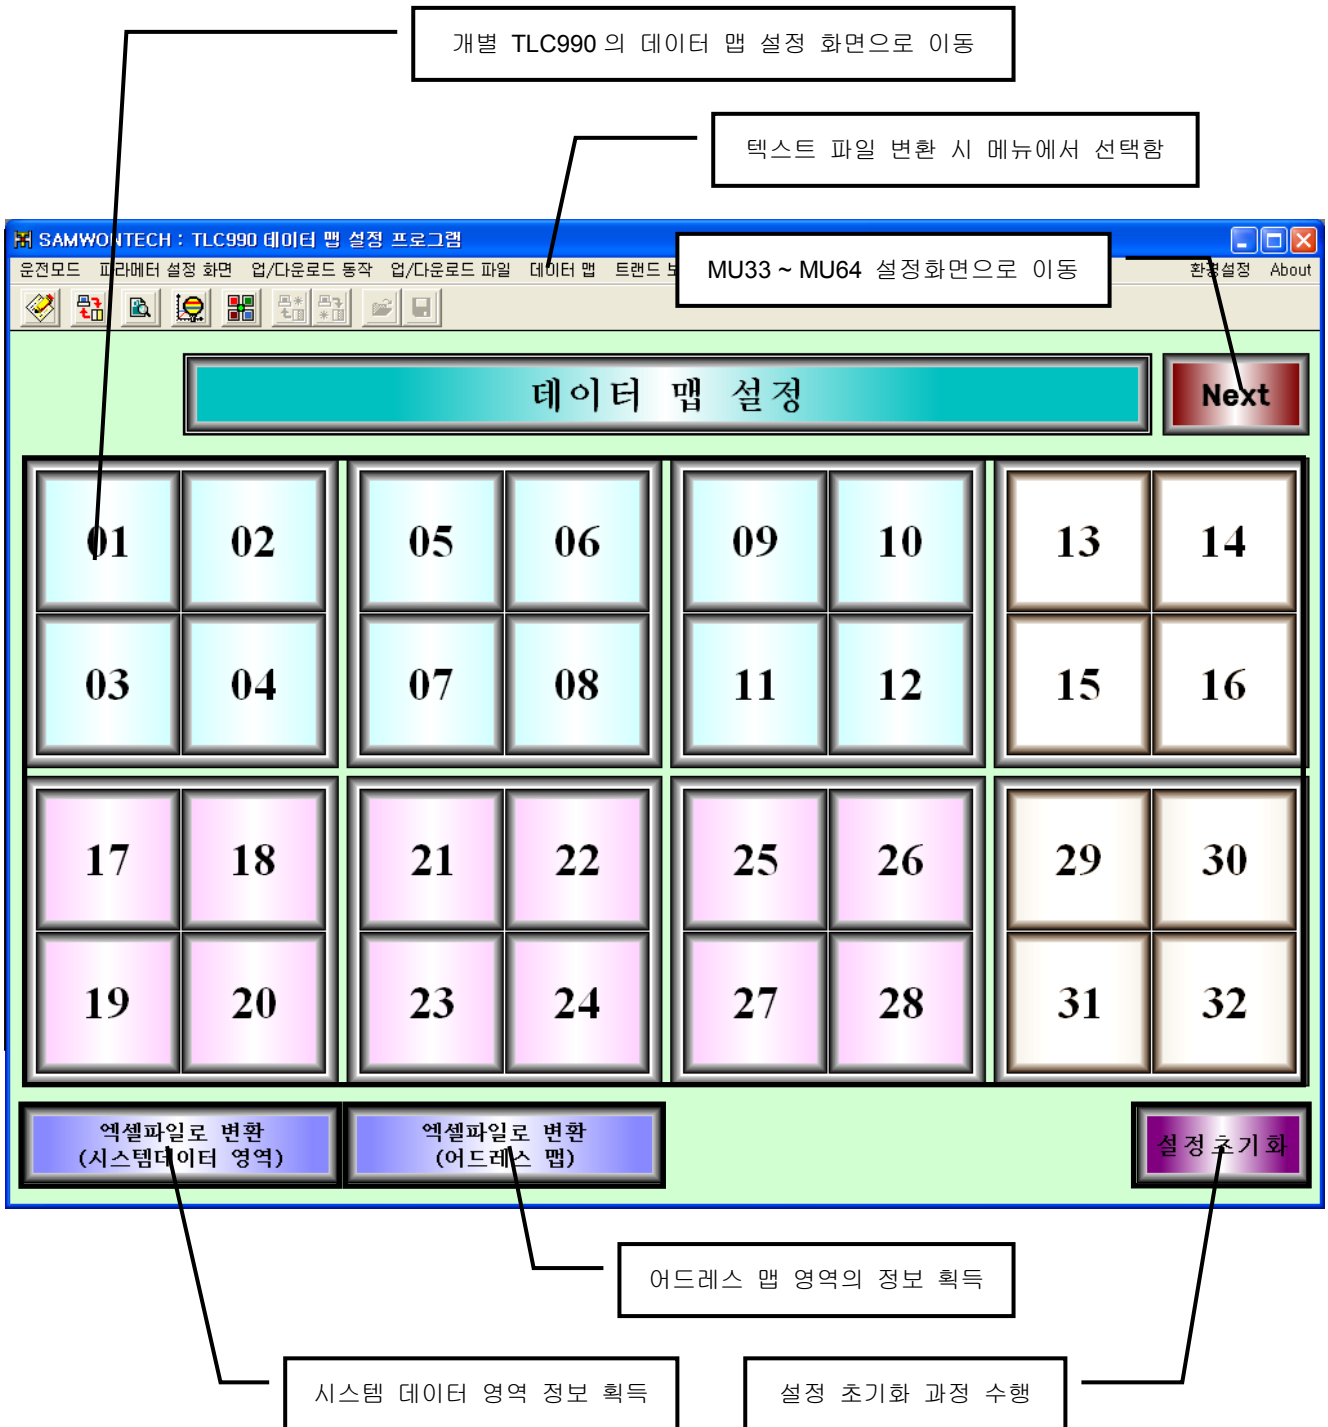 개별 TLC990 의 데이터 맵 설정 화면으로 이동
텍스트 파일 변환 시 메뉴에서 선택함
SAMWONTECH : TLC990 데이터 맵 설정 프로그램
MU33 ~ MU64 설정화면으로 이동
운전모드 파라메터 설정 화면 업/다운로드 동작 업/다운로드 파일 데이터 맵 트랜드 환경설정 About
데이터 맵 설정
Next
01 02 05 06 09 10 13 14
03 04 07 08 11 12 15 16
17 18 21 22 25 26 29 30
19 20 23 24 27 28 31 32
엑셀파일로 변환
(시스템데이터 영역)
엑셀파일로 변환
(어드레스 맵)
설정초기화
어드레스 맵 영역의 정보 획득
시스템 데이터 영역 정보 획득
설정 초기화 과정 수행